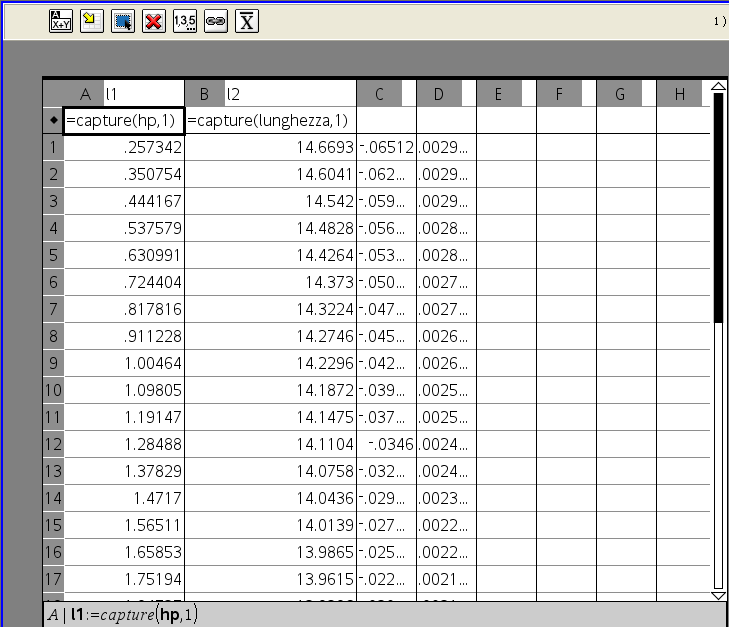 A X+Y 1,3,5 X 1)
A l1 B l2 C D E F G H
◆ =capture(hp,1) =capture(lunghezza,1)
1 .257342 14.6693 -.06512 .0029...
2 .350754 14.6041 -.062... .0029...
3 .444167 14.542 -.059... .0029...
4 .537579 14.4828 -.056... .0028...
5 .630991 14.4264 -.053... .0028...
6 .724404 14.373 -.050... .0027...
7 .817816 14.3224 -.047... .0027...
8 .911228 14.2746 -.045... .0026...
9 1.00464 14.2296 -.042... .0026...
10 1.09805 14.1872 -.039... .0025...
11 1.19147 14.1475 -.037... .0025...
12 1.28488 14.1104 -.0346 .0024...
13 1.37829 14.0758 -.032... .0024...
14 1.4717 14.0436 -.029... .0023...
15 1.56511 14.0139 -.027... .0022...
16 1.65853 13.9865 -.025... .0022...
17 1.75194 13.9615 -.022... .0021...
A | l1:=capture(hp,1)